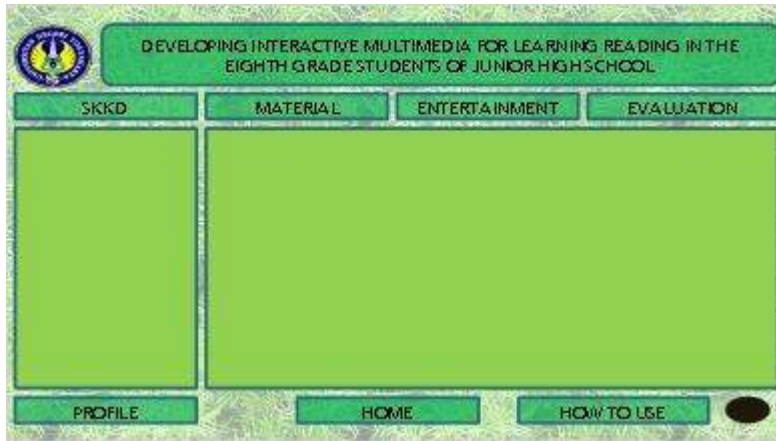 DEVELOPING INTERACTIVE MULTIMEDIA FOR LEARNING READING IN THE
EIGHTH GRADE STUDENTS OF JUNIOR HIGH SCHOOL
SKKD
MATERIAL
ENTERTAINMENT
EVALUATION
PROFILE
HOME
HOW TO USE